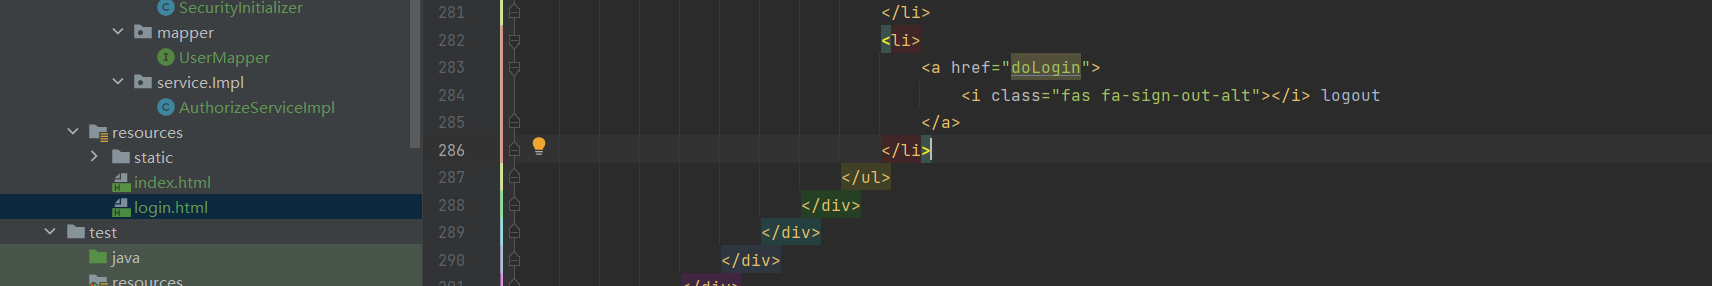 SecurityInitializer
mapper
UserMapper
service.Impl
AuthorizeServiceImpl
resources
static
index.html
login.html
test
java
resources
281 </li>
282 <li>
283 <a href="doLogin">
284 <i class="fas fa-sign-out-alt"></i> logout
285 </a>
286 </li>
287 </ul>
288 </div>
289 </div>
290 </div>
291 </div>